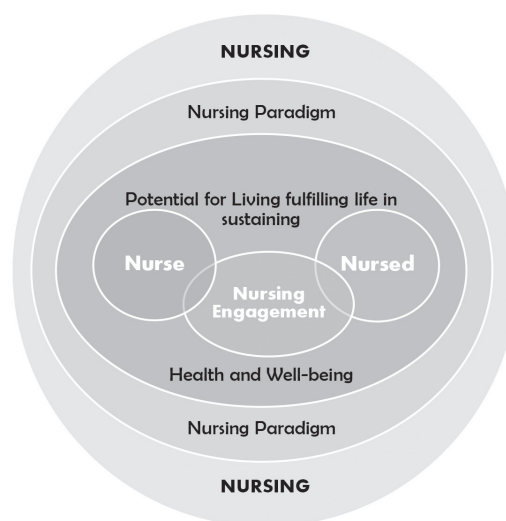 NURSING
Nursing Paradigm
Potential for Living fulfilling life in
sustaining
Nurse
Nursed
Nursing
Engagement
Health and Well-being
Nursing Paradigm
NURSING